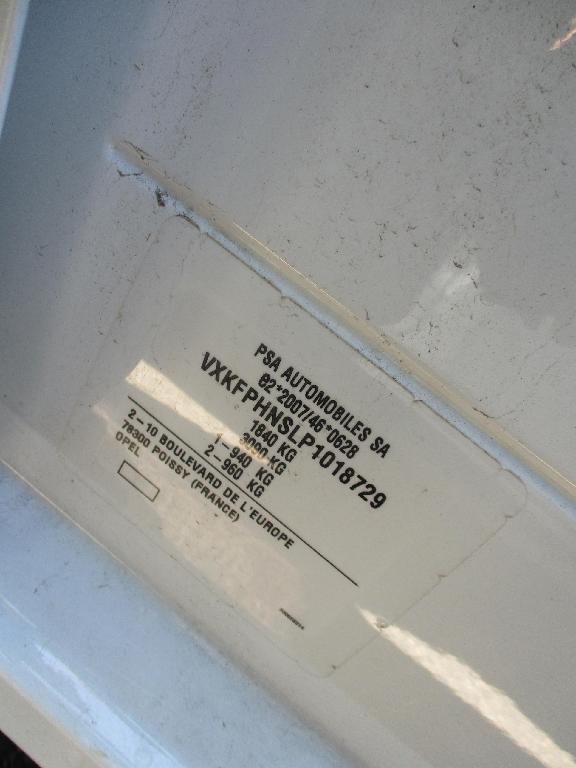 PSA AUTOMOBILES SA
e2*2007/46*0628
VXKFPHNSLP1018729
1840 KG
3090 KG
1 - 940 KG
2 - 960 KG
2 - 10 BOULEVARD DE L'EUROPE
78300 POISSY (FRANCE)
OPEL